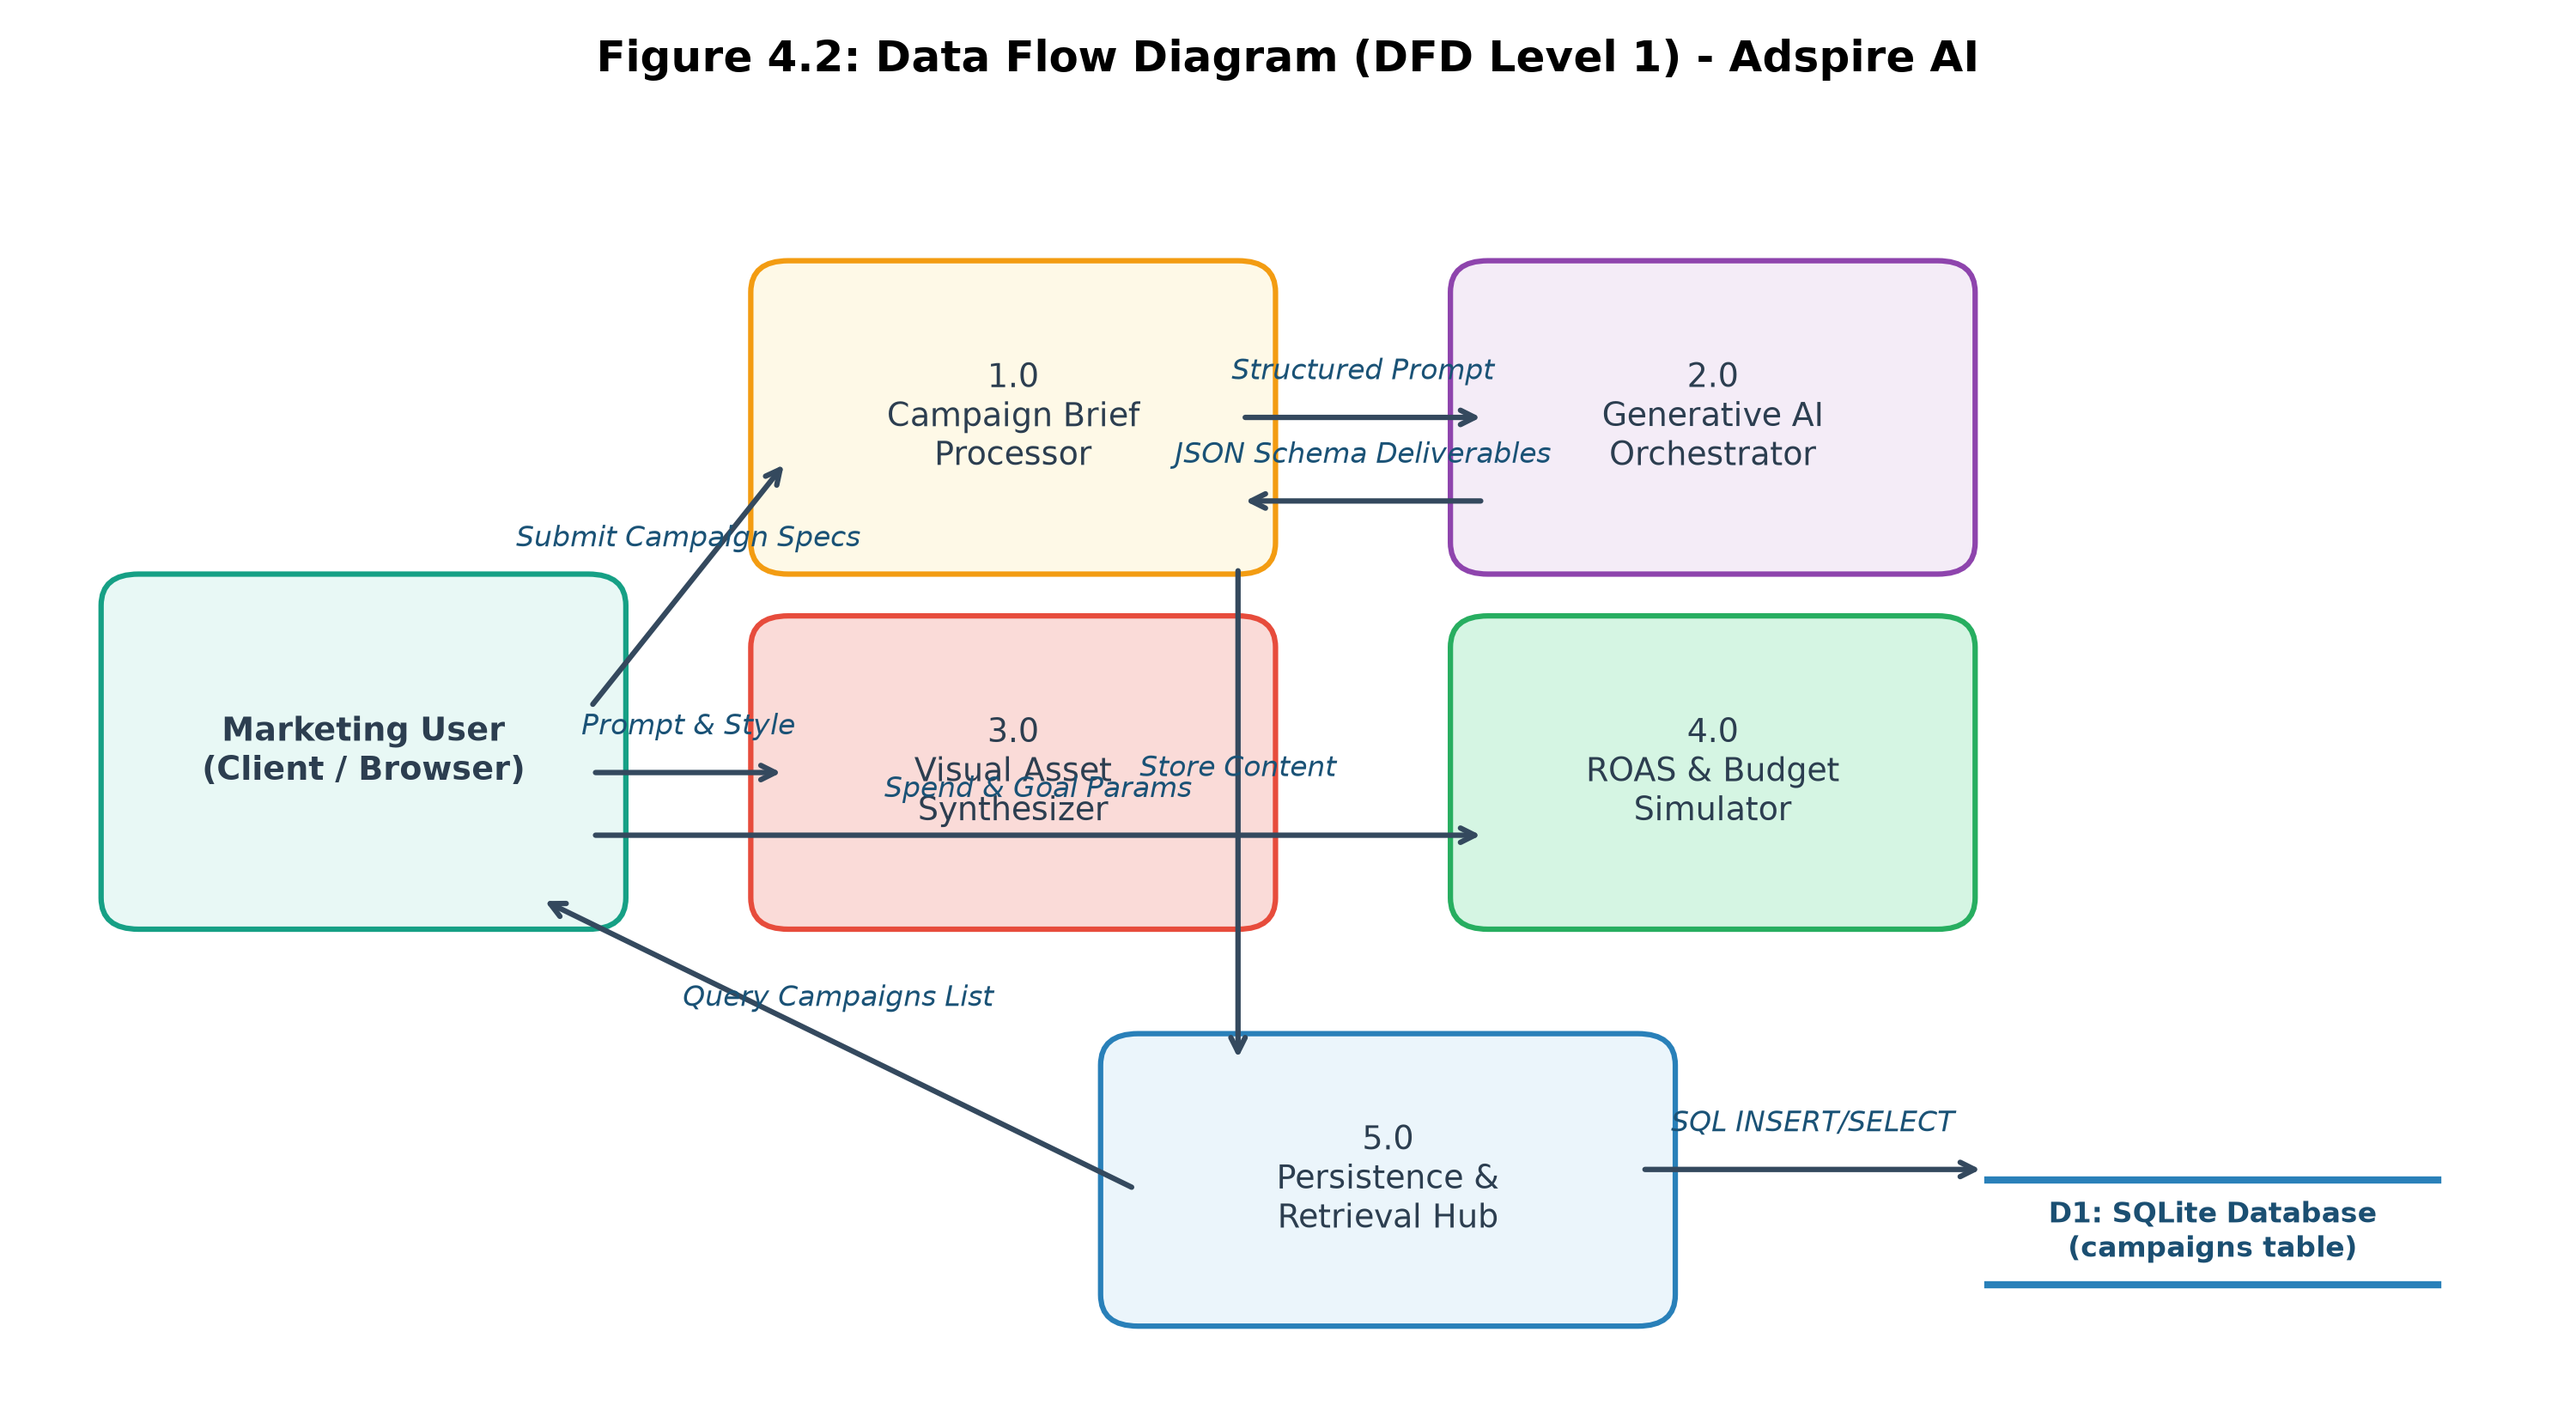 Figure 4.2: Data Flow Diagram (DFD Level 1) - Adspire AI
1.0
Campaign Brief
Processor
Structured Prompt
JSON Schema Deliverables
2.0
Generative AI
Orchestrator
Submit Campaign Specs
Marketing User
(Client / Browser)
Prompt & Style
3.0
Visual Asset
Synthesizer
Spend & Goal Params
Store Content
4.0
ROAS & Budget
Simulator
Query Campaigns List
5.0
Persistence &
Retrieval Hub
SQL INSERT/SELECT
D1: SQLite Database
(campaigns table)